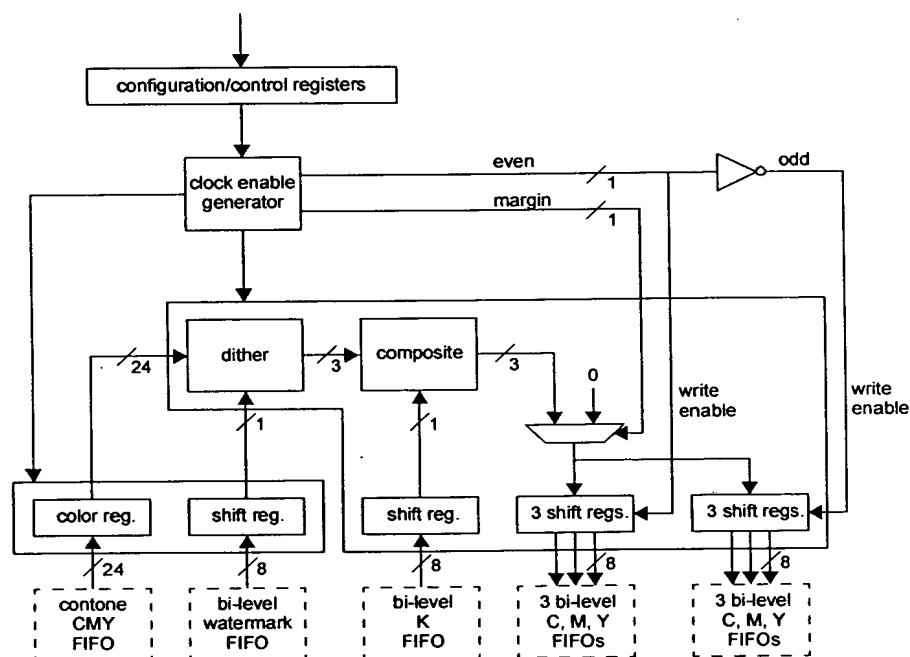 configuration/control registers
clock enable
generator
even
1
odd
margin
1
dither
composite
24
3
3
0
write
enable
write
enable
1
1
color reg.
shift reg.
shift reg.
3 shift regs.
3 shift regs.
24
8
8
8
8
contone
CMY
FIFO
bi-level
watermark
FIFO
bi-level
K
FIFO
3 bi-level
C, M, Y
FIFOs
3 bi-level
C, M, Y
FIFOs